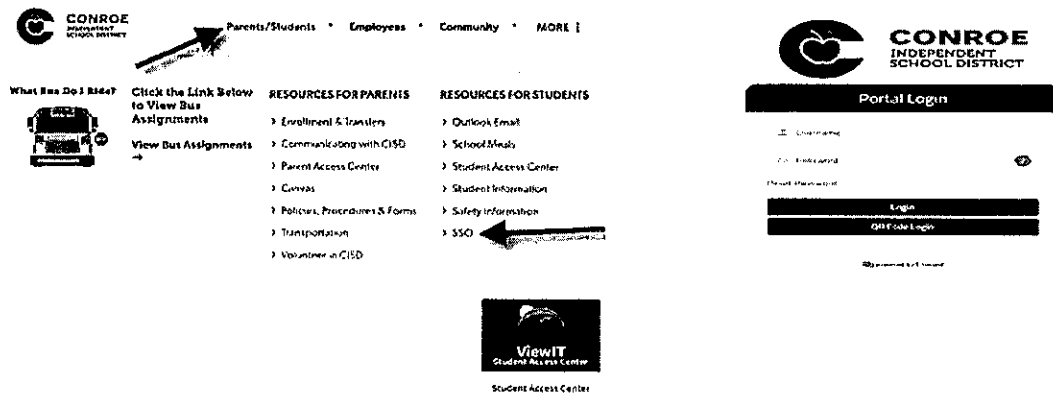 CONROE
INDEPENDENT
SCHOOL DISTRICT
Parents/Students
Employees
Community
MORE
What Bus Do I Ride?
Click the Link Below
to View Bus
Assignments
View Bus Assignments
→
RESOURCES FOR PARENTS
> Enrollment & Transfers
> Communicating with CISD
> Parent Access Center
> Canvas
> Policies, Procedures & Forms
> Transportation
> Volunteer in CISD
RESOURCES FOR STUDENTS
> Outlook Email
> School Meals
> Student Access Center
> Student Information
> Safety Information
> SSO
ViewIT
Student Access Center
Student Access Center
CONROE
INDEPENDENT
SCHOOL DISTRICT
Portal Login
Username
Password
Login
QR Code Login